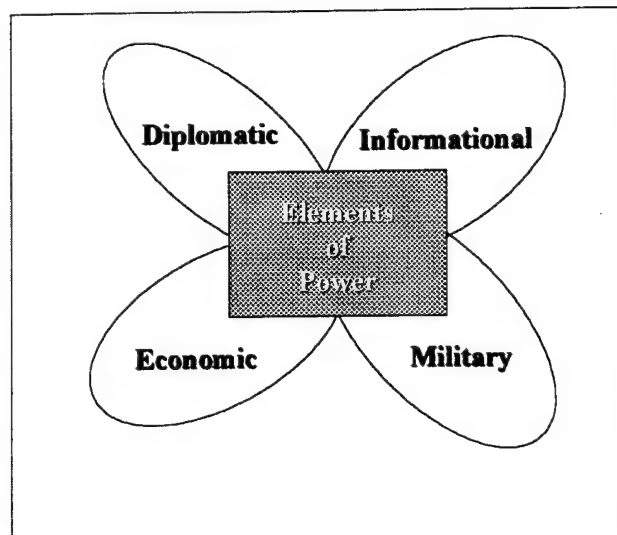 Diplomatic
Informational
Elements
of
Power
Economic
Military